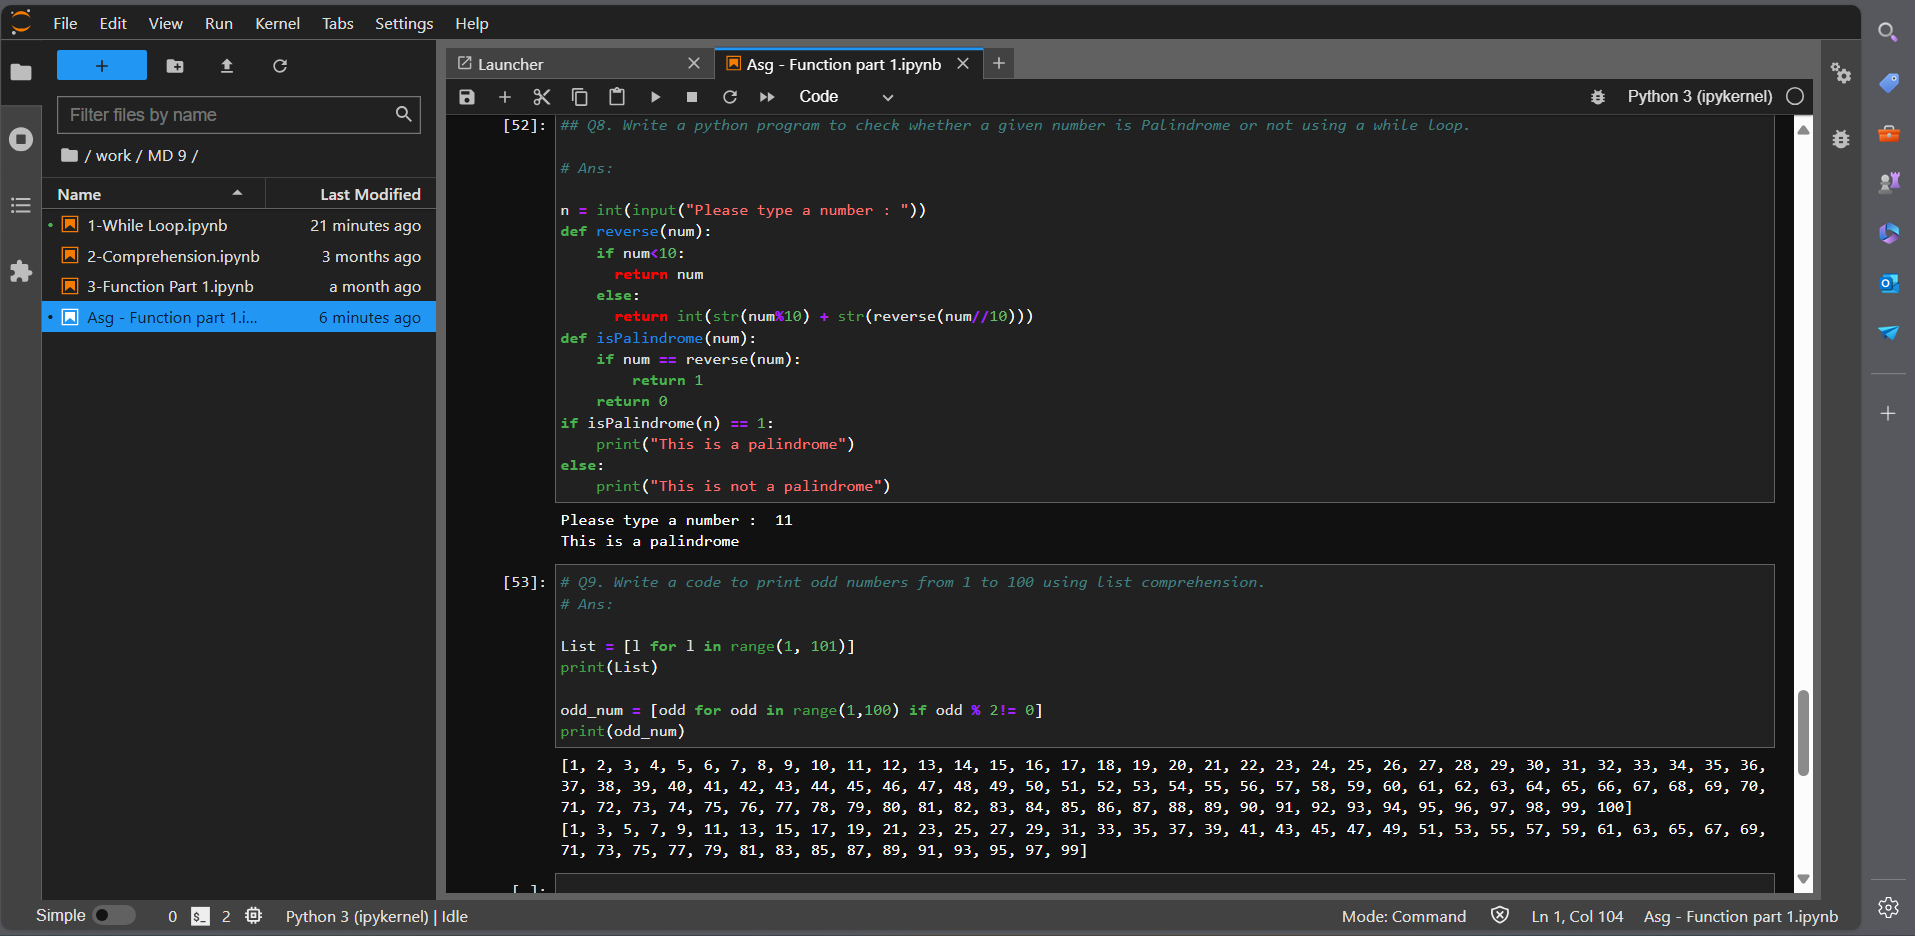 File Edit View Run Kernel Tabs Settings Help
+
Filter files by name
/ work / MD 9 /
Name Last Modified
1-While Loop.ipynb 21 minutes ago
2-Comprehension.ipynb 3 months ago
3-Function Part 1.ipynb a month ago
Asg - Function part 1.i... 6 minutes ago
Launcher
Asg - Function part 1.ipynb
Code
Python 3 (ipykernel)
[52]: ## Q8. Write a python program to check whether a given number is Palindrome or not using a while loop.
# Ans:
n = int(input("Please type a number : "))
def reverse(num):
    if num<10:
      return num
    else:
      return int(str(num%10) + str(reverse(num//10)))
def isPalindrome(num):
    if num == reverse(num):
        return 1
    return 0
if isPalindrome(n) == 1:
    print("This is a palindrome")
else:
    print("This is not a palindrome")
Please type a number :  11
This is a palindrome
[53]: # Q9. Write a code to print odd numbers from 1 to 100 using list comprehension.
# Ans:
List = [l for l in range(1, 101)]
print(List)
odd_num = [odd for odd in range(1,100) if odd % 2!= 0]
print(odd_num)
[1, 2, 3, 4, 5, 6, 7, 8, 9, 10, 11, 12, 13, 14, 15, 16, 17, 18, 19, 20, 21, 22, 23, 24, 25, 26, 27, 28, 29, 30, 31, 32, 33, 34, 35, 36,
37, 38, 39, 40, 41, 42, 43, 44, 45, 46, 47, 48, 49, 50, 51, 52, 53, 54, 55, 56, 57, 58, 59, 60, 61, 62, 63, 64, 65, 66, 67, 68, 69, 70,
71, 72, 73, 74, 75, 76, 77, 78, 79, 80, 81, 82, 83, 84, 85, 86, 87, 88, 89, 90, 91, 92, 93, 94, 95, 96, 97, 98, 99, 100]
[1, 3, 5, 7, 9, 11, 13, 15, 17, 19, 21, 23, 25, 27, 29, 31, 33, 35, 37, 39, 41, 43, 45, 47, 49, 51, 53, 55, 57, 59, 61, 63, 65, 67, 69,
71, 73, 75, 77, 79, 81, 83, 85, 87, 89, 91, 93, 95, 97, 99]
[ ]:
Simple 0 $_ 2 Python 3 (ipykernel) | Idle
Mode: Command Ln 1, Col 104 Asg - Function part 1.ipynb